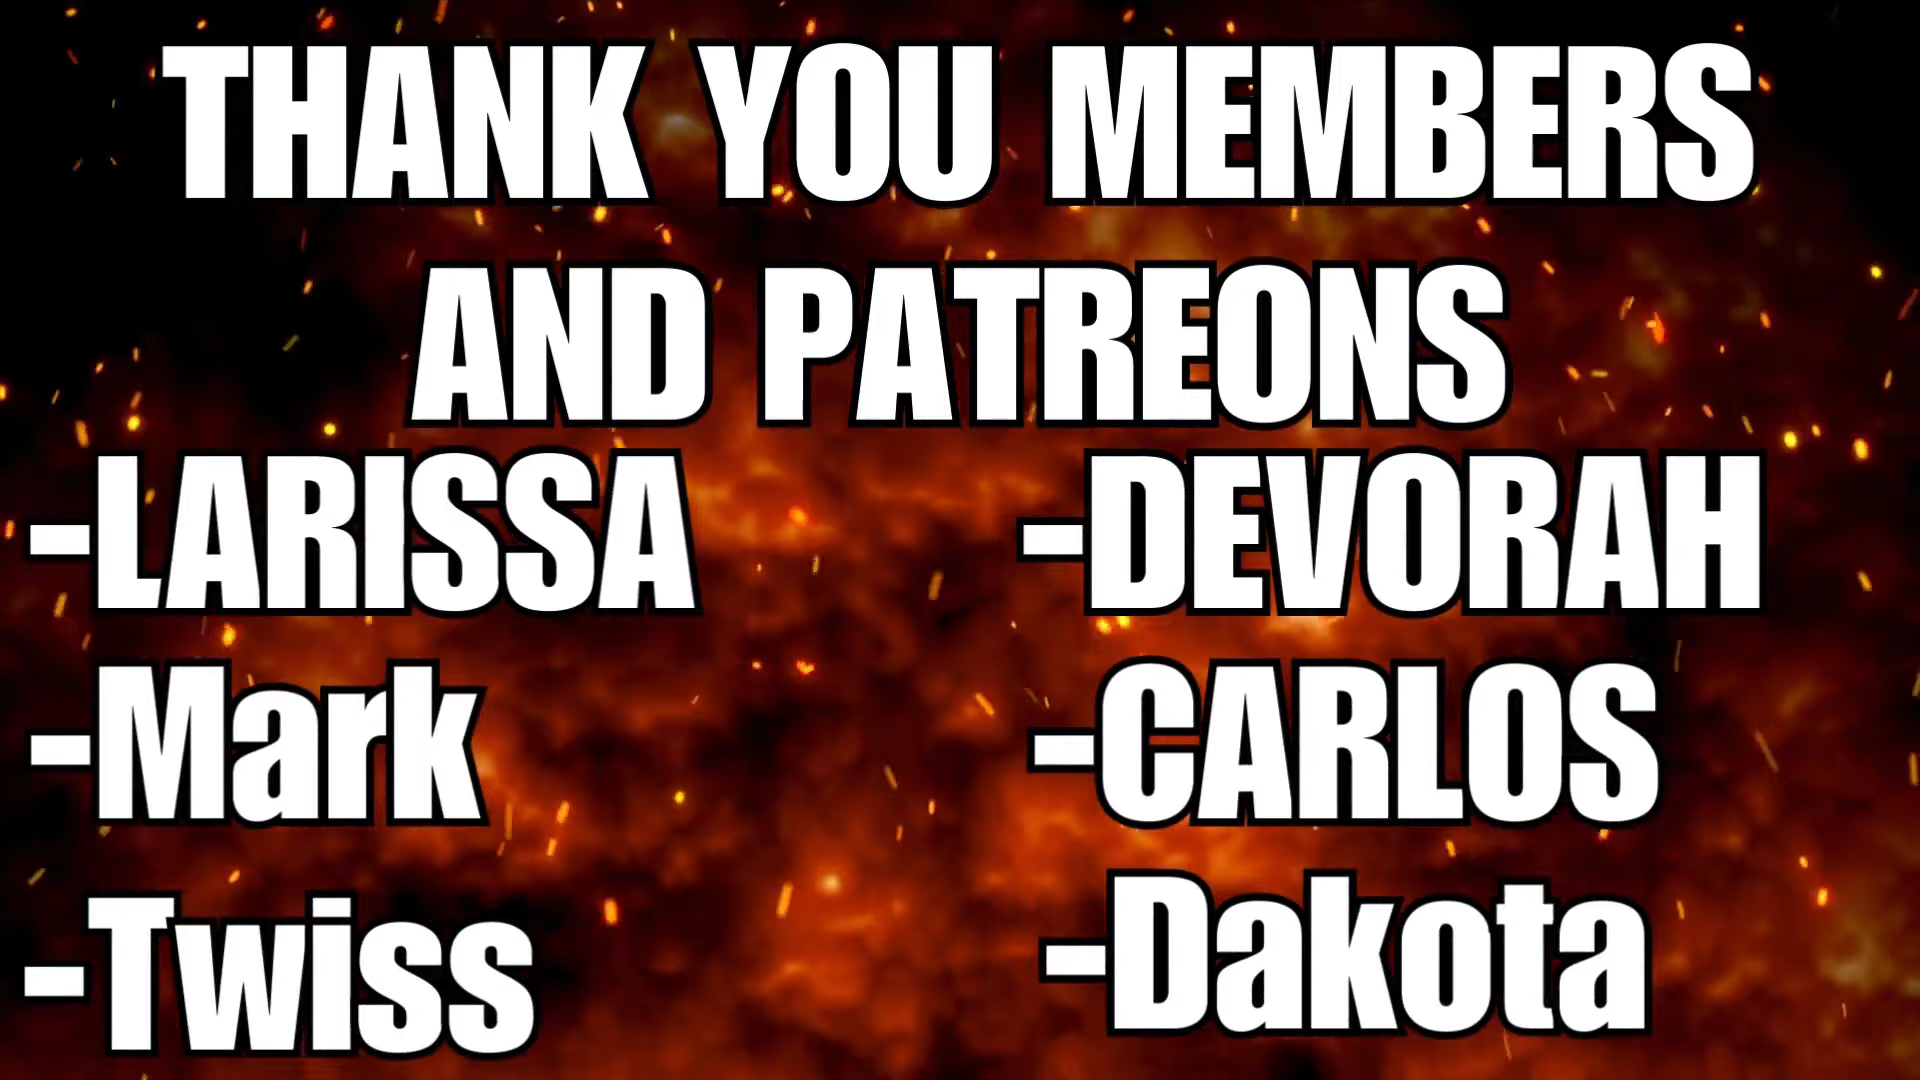 THANK YOU MEMBERS
AND PATREONS
-LARISSA
-DEVORAH
-Mark
-CARLOS
-Twiss
-Dakota